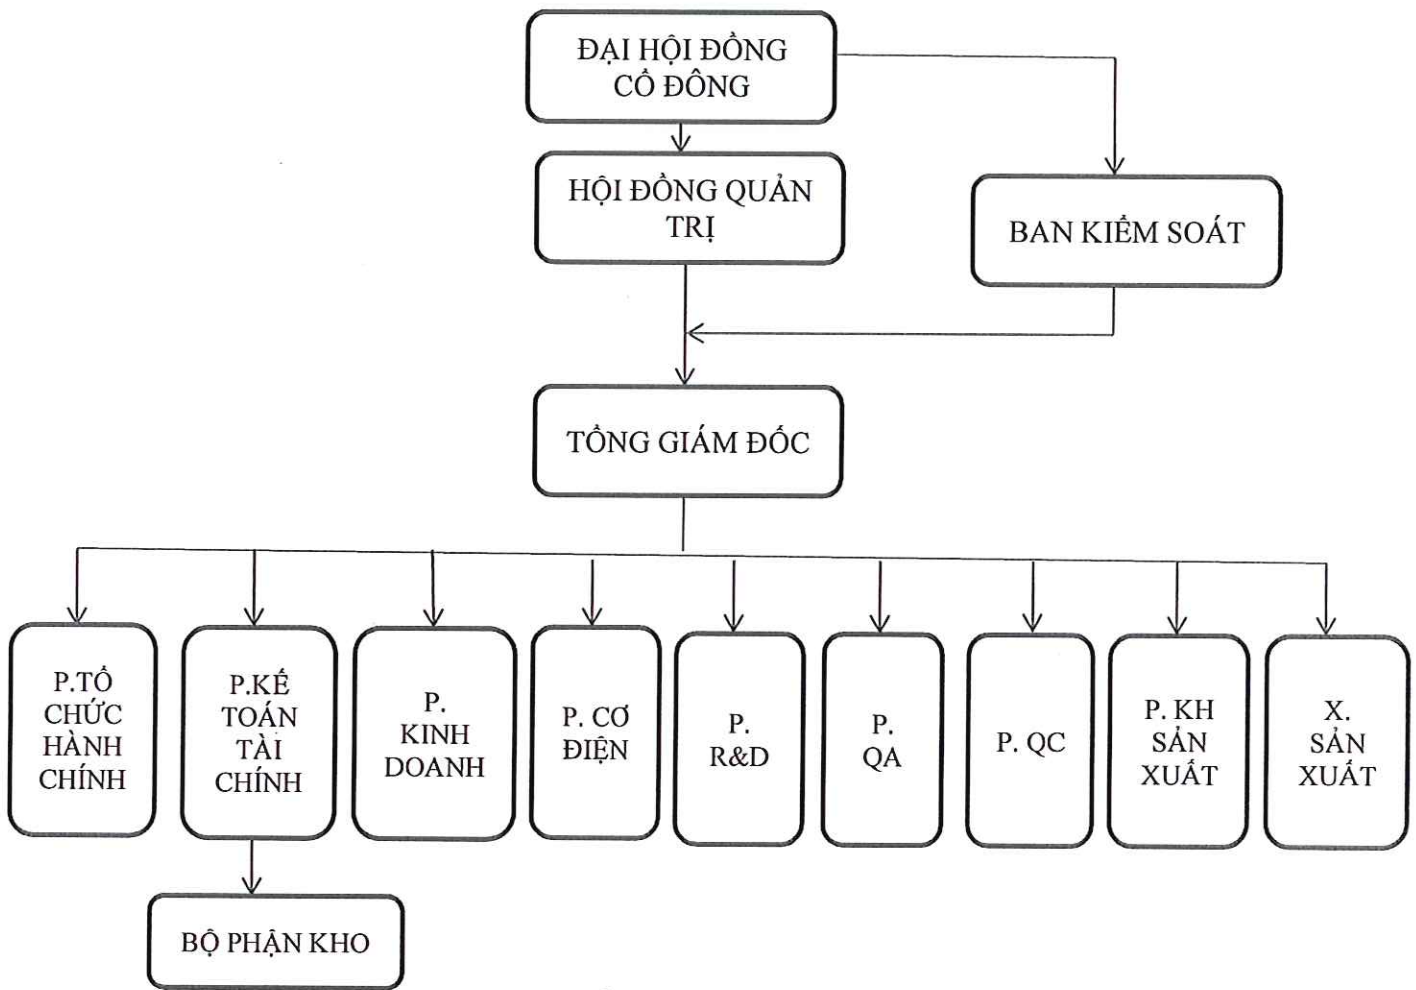 ĐẠI HỘI ĐỒNG
CỔ ĐÔNG
HỘI ĐỒNG QUẢN
TRỊ
BAN KIỂM SOÁT
TỔNG GIÁM ĐỐC
P.TỔ
CHỨC
HÀNH
CHÍNH
P.KẾ
TOÁN
TÀI
CHÍNH
P.
KINH
DOANH
P. CƠ
ĐIỆN
P.
R&D
P.
QA
P. QC
P. KH
SẢN
XUẤT
X.
SẢN
XUẤT
BỘ PHẬN KHO